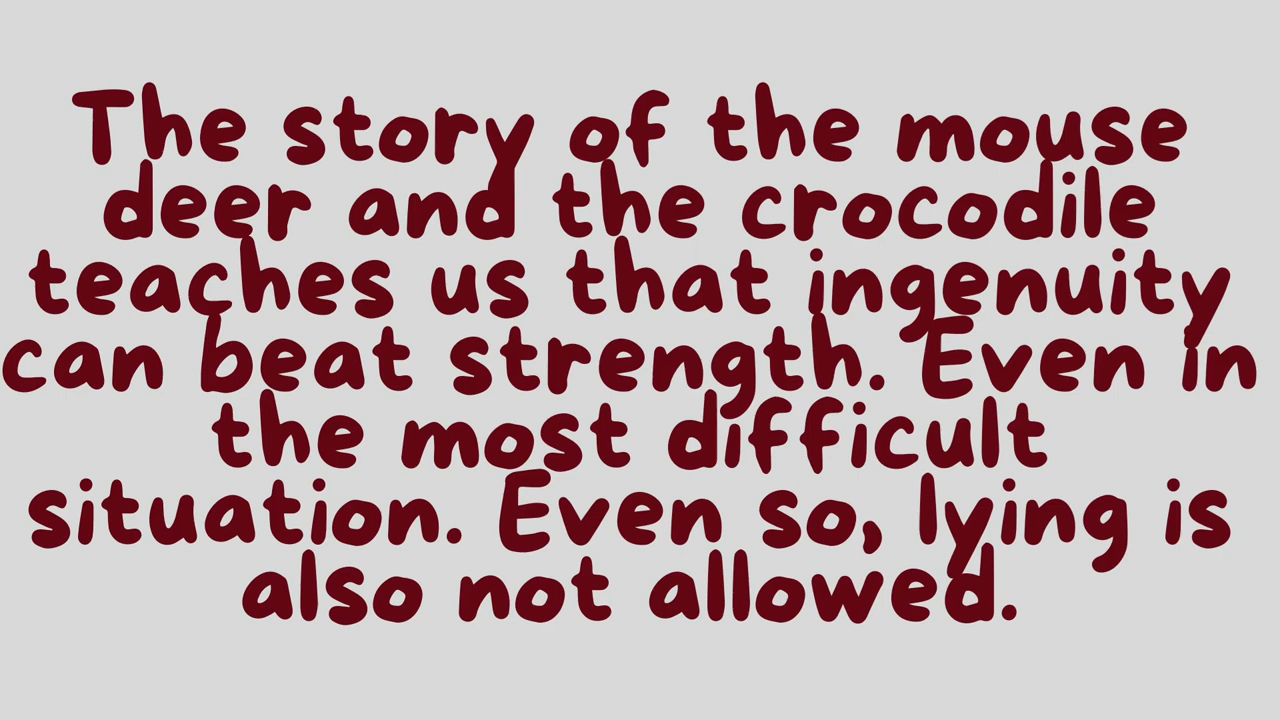 The story of the mouse
deer and the crocodile
teaches us that ingenuity
can beat strength. Even in
the most difficult
situation. Even so, lying is
also not allowed.